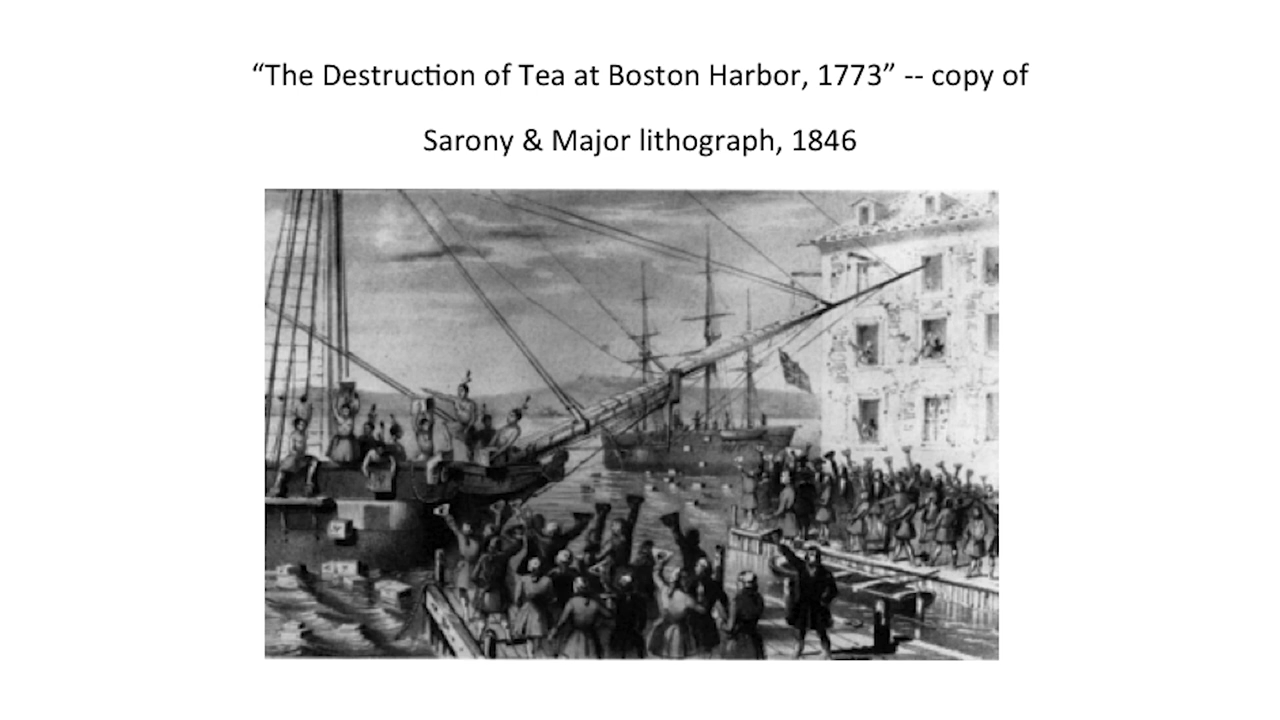 “The Destruction of Tea at Boston Harbor, 1773” -- copy of
Sarony & Major lithograph, 1846